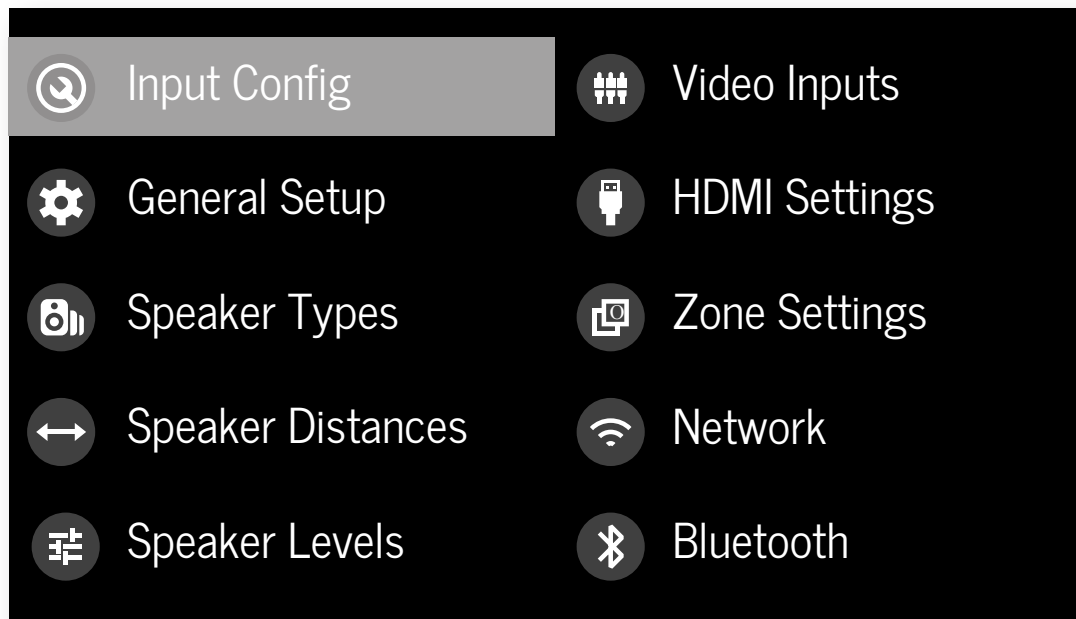 Input Config
General Setup
Speaker Types
Speaker Distances
Speaker Levels
Video Inputs
HDMI Settings
Zone Settings
Network
Bluetooth